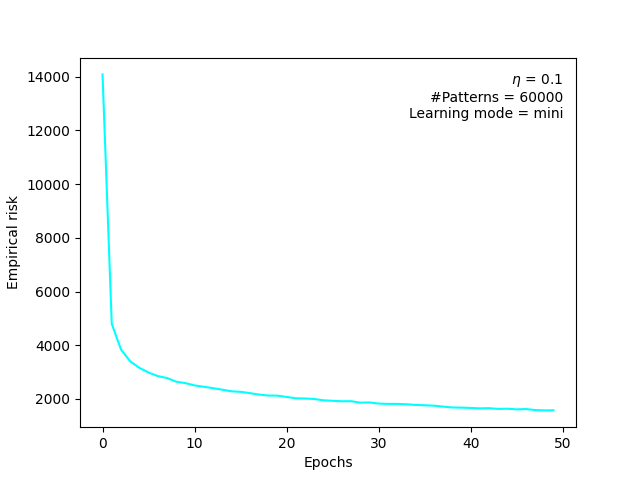 η = 0.1
#Patterns = 60000
Learning mode = mini
14000
12000
10000
8000
6000
4000
2000
Empirical risk
0 10 20 30 40 50
Epochs